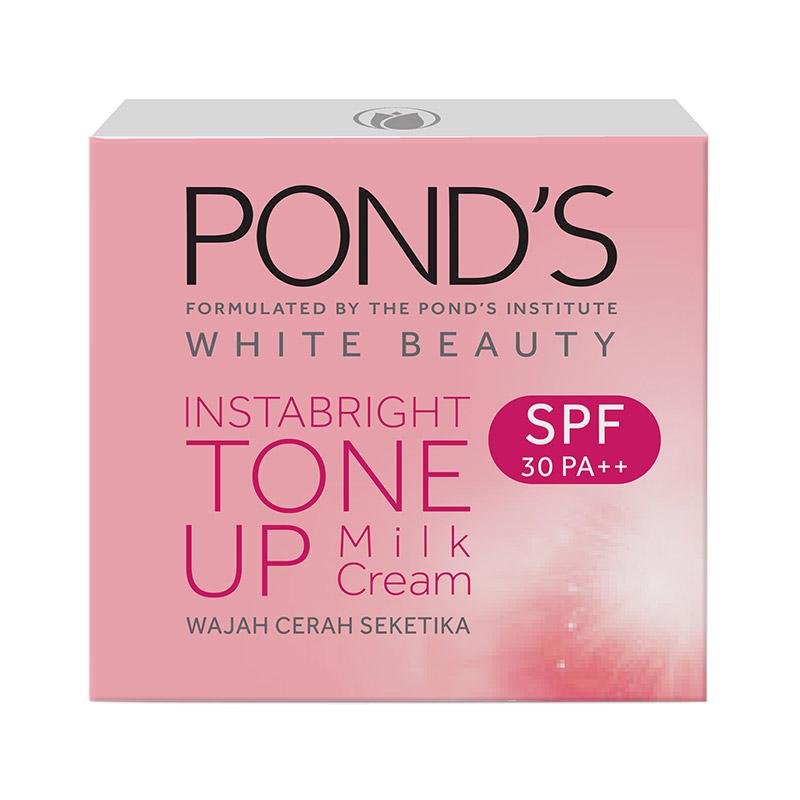 POND'S
FORMULATED BY THE POND'S INSTITUTE
WHITE BEAUTY
INSTABRIGHT
TONE
UP Milk
Cream
SPF
30 PA++
WAJAH CERAH SEKETIKA